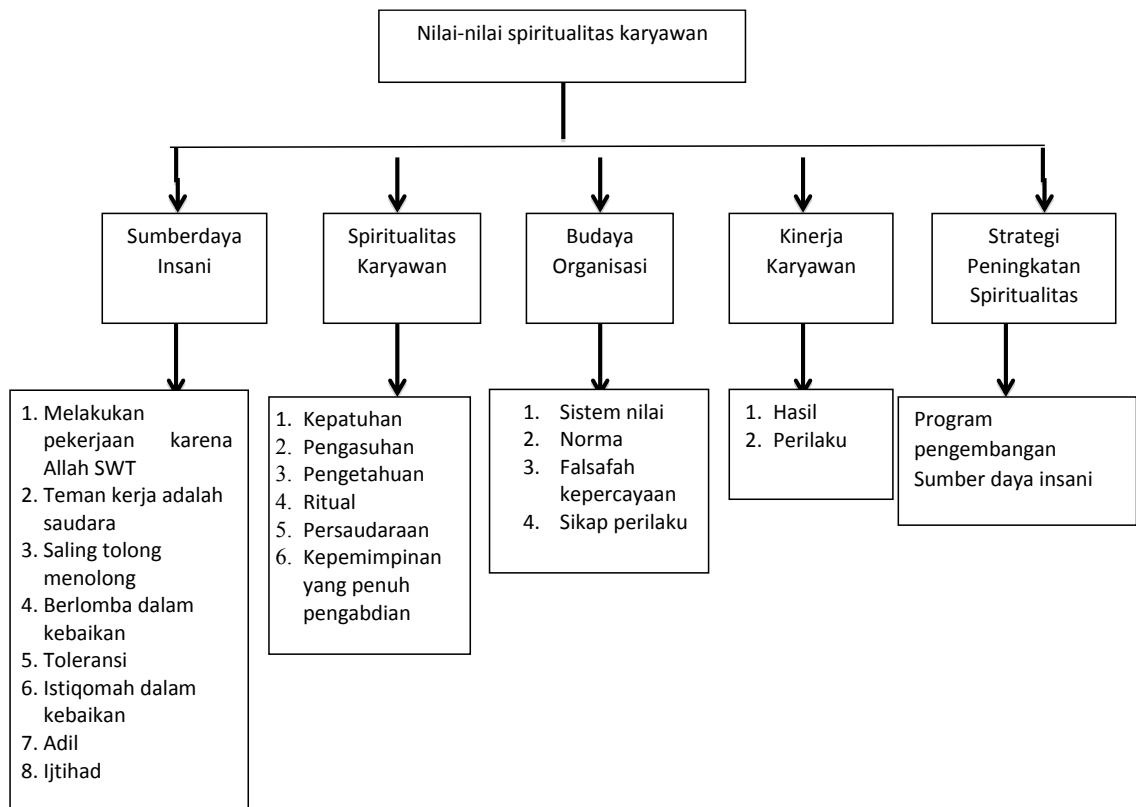 Nilai-nilai spiritualitas karyawan
Sumberdaya
Insani
Spiritualitas
Karyawan
Budaya
Organisasi
Kinerja
Karyawan
Strategi
Peningkatan
Spiritualitas
1. Melakukan
pekerjaan karena
Allah SWT
2. Teman kerja adalah
saudara
3. Saling tolong
menolong
4. Berlomba dalam
kebaikan
5. Toleransi
6. Istiqomah dalam
kebaikan
7. Adil
8. Ijtihad
1. Kepatuhan
2. Pengasuhan
3. Pengetahuan
4. Ritual
5. Persaudaraan
6. Kepemimpinan
yang penuh
pengabdian
1. Sistem nilai
2. Norma
3. Falsafah
kepercayaan
4. Sikap perilaku
1. Hasil
2. Perilaku
Program
pengembangan
Sumber daya insani